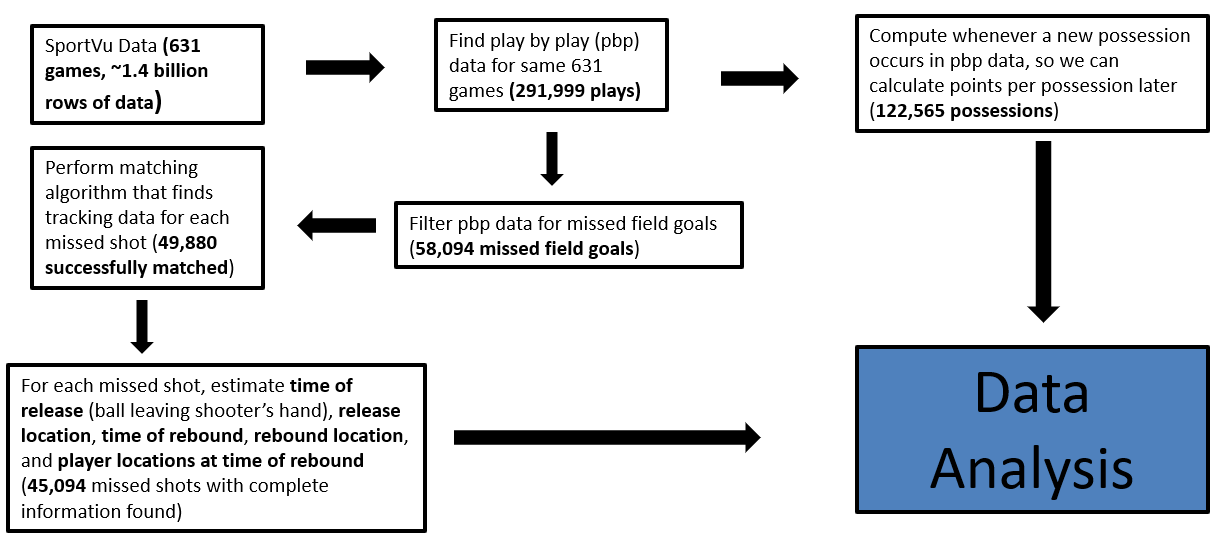 SportVu Data (631
games, ~1.4 billion
rows of data)
Find play by play (pbp)
data for same 631
games (291,999 plays)
Compute whenever a new possession
occurs in pbp data, so we can
calculate points per possession later
(122,565 possessions)
Perform matching
algorithm that finds
tracking data for each
missed shot (49,880
successfully matched)
Filter pbp data for missed field goals
(58,094 missed field goals)
For each missed shot, estimate time of
release (ball leaving shooter’s hand), release
location, time of rebound, rebound location,
and player locations at time of rebound
(45,094 missed shots with complete
information found)
Data
Analysis